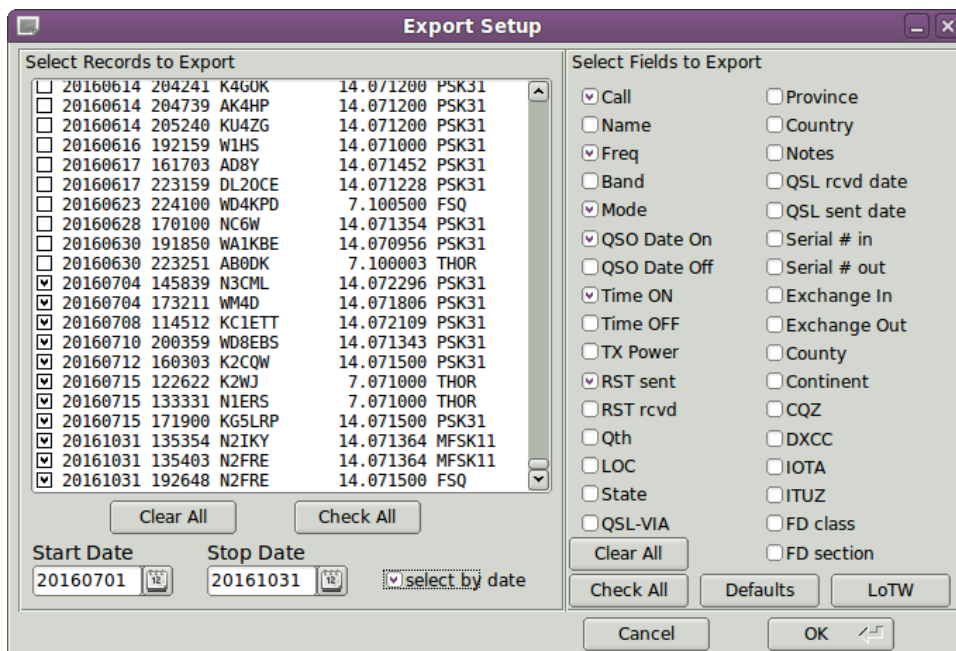 Export Setup
Select Records to Export
20160614 204241 K4GOK 14.071200 PSK31
20160614 204739 AK4HP 14.071200 PSK31
20160614 205240 KU4ZG 14.071200 PSK31
20160616 192159 W1HS 14.071000 PSK31
20160617 161703 AD8Y 14.071452 PSK31
20160617 223159 DL2OCE 14.071228 PSK31
20160623 224100 WD4KPD 7.100500 FSQ
20160628 170100 NC6W 14.071354 PSK31
20160630 191850 WA1KBE 14.070956 PSK31
20160630 223251 AB0DK 7.100003 THOR
20160704 145839 N3CML 14.072296 PSK31
20160704 173211 WM4D 14.071806 PSK31
20160708 114512 KC1ETT 14.072109 PSK31
20160710 200359 WD8EBS 14.071343 PSK31
20160712 160303 K2CQW 14.071500 PSK31
20160715 122622 K2WJ 7.071000 THOR
20160715 133331 N1ERS 7.071000 THOR
20160715 171900 KG5LRP 14.071500 PSK31
20161031 135354 N2IKY 14.071364 MFSK11
20161031 135403 N2FRE 14.071364 MFSK11
20161031 192648 N2FRE 14.071500 FSQ
Clear All Check All
Start Date Stop Date
20160701 12 20161031 12 select by date
Select Fields to Export
Call Province
Name Country
Freq Notes
Band QSL rcvd date
Mode QSL sent date
QSO Date On Serial # in
QSO Date Off Serial # out
Time ON Exchange In
Time OFF Exchange Out
TX Power County
RST sent Continent
RST rcvd CQZ
Qth DXCC
LOC IOTA
State ITUZ
QSL-VIA FD class
Clear All FD section
Check All Defaults LoTW
Cancel OK